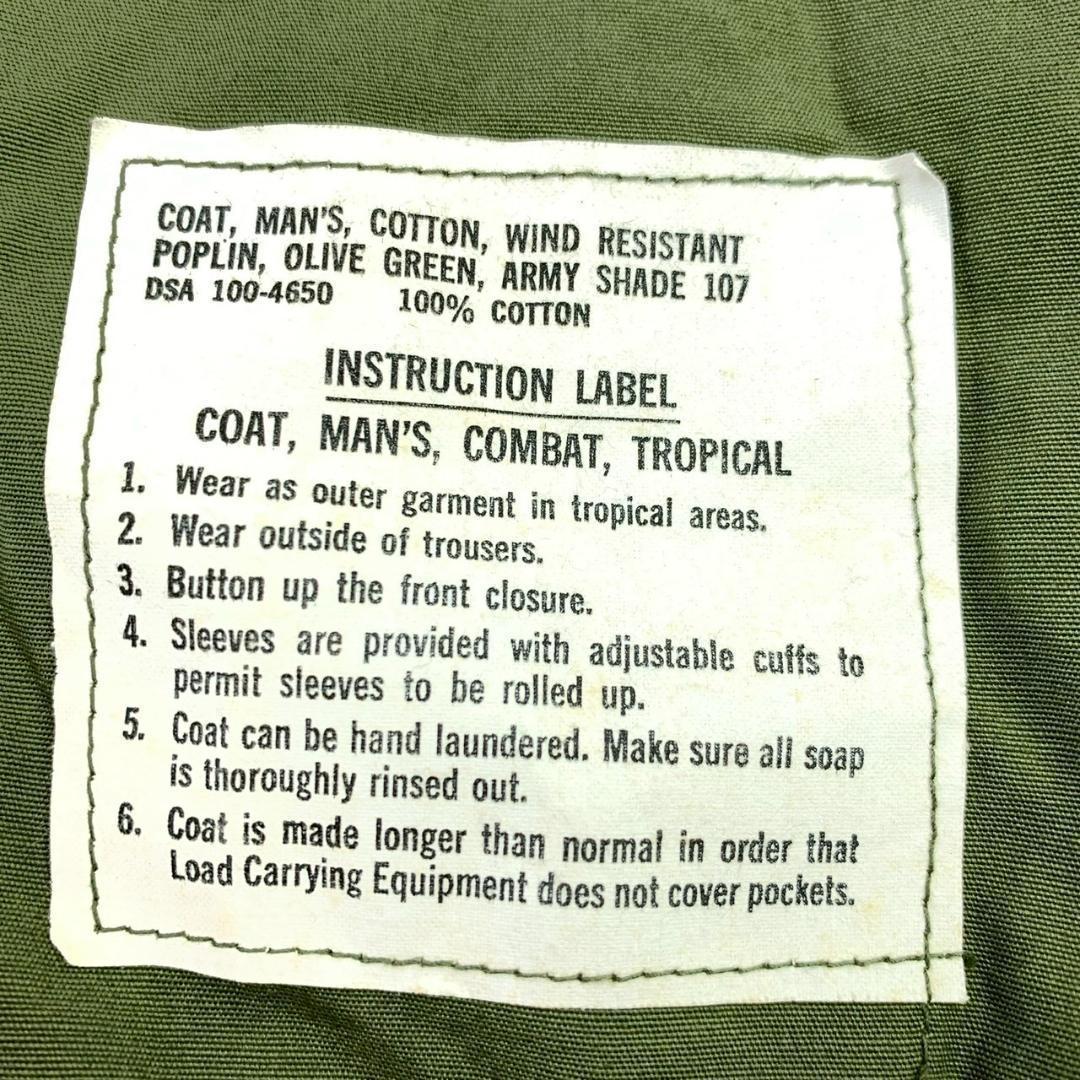 COAT, MAN'S, COTTON, WIND RESISTANT
POPLIN, OLIVE GREEN, ARMY SHADE 107
DSA 100-4650 100% COTTON
INSTRUCTION LABEL
COAT, MAN'S, COMBAT, TROPICAL
1. Wear as outer garment in tropical areas.
2. Wear outside of trousers.
3. Button up the front closure.
4. Sleeves are provided with adjustable cuffs to
permit sleeves to be rolled up.
5. Coat can be hand laundered. Make sure all soap
is thoroughly rinsed out.
6. Coat is made longer than normal in order that
Load Carrying Equipment does not cover pockets.